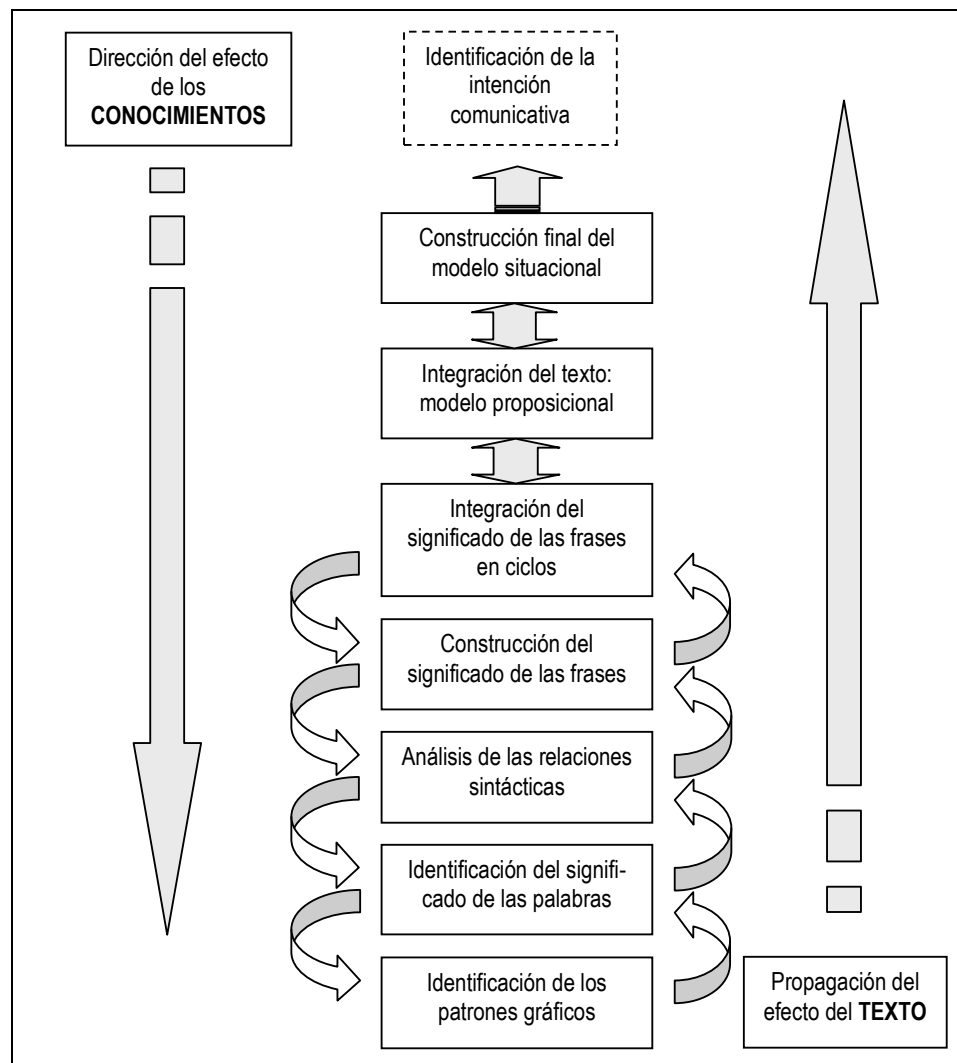 Dirección del efecto
de los
CONOCIMIENTOS
Identificación de la
intención
comunicativa
Construcción final del
modelo situacional
Integración del texto:
modelo proposicional
Integración del
significado de las frases
en ciclos
Construcción del
significado de las frases
Análisis de las relaciones
sintácticas
Identificación del signifi-
cado de las palabras
Identificación de los
patrones gráficos
Propagación del
efecto del TEXTO